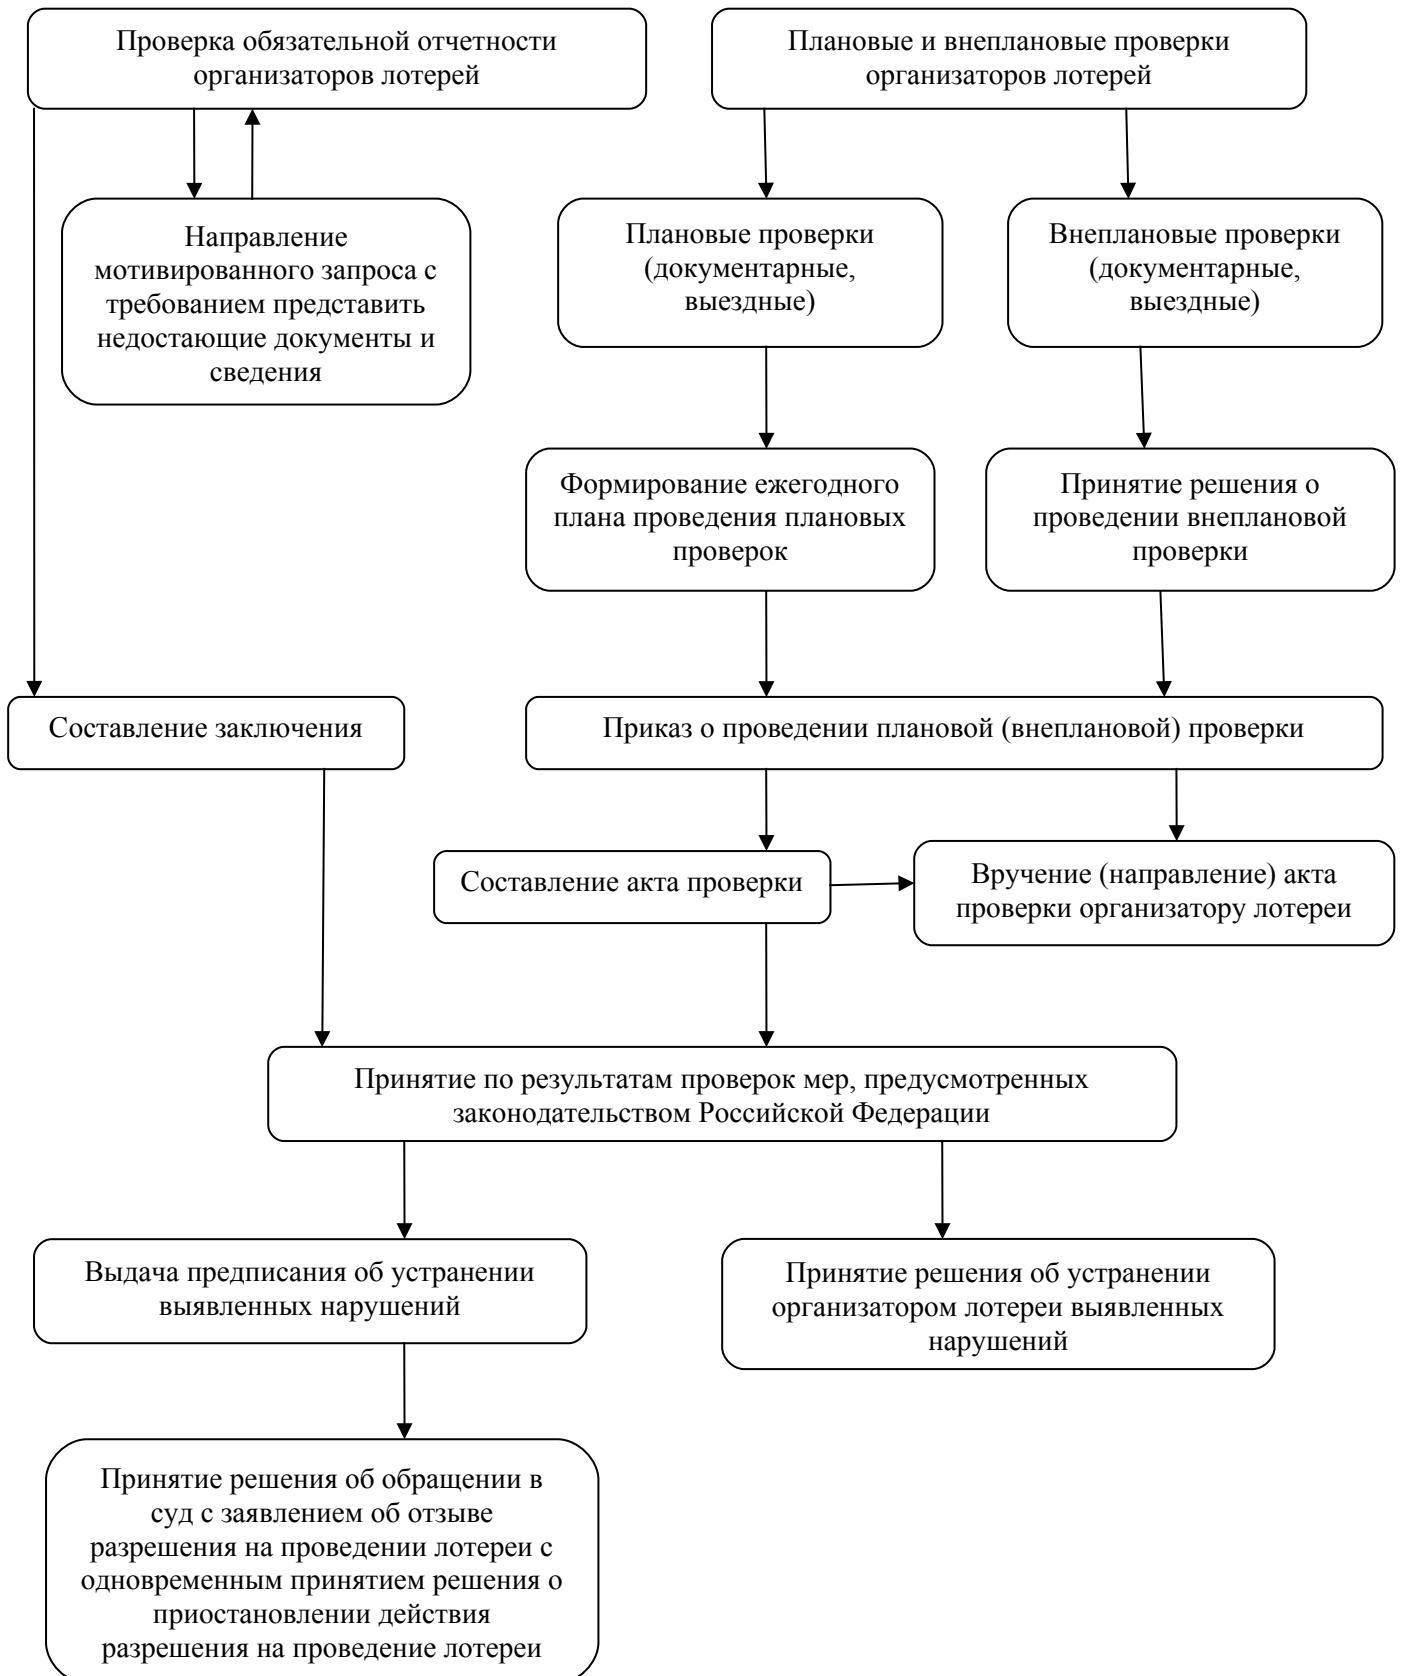 Проверка обязательной отчетности
организаторов лотерей
Плановые и внеплановые проверки
организаторов лотерей
Направление
мотивированного запроса с
требованием представить
недостающие документы и
сведения
Плановые проверки
(документарные,
выездные)
Внеплановые проверки
(документарные,
выездные)
Формирование ежегодного
плана проведения плановых
проверок
Принятие решения о
проведении внеплановой
проверки
Составление заключения
Приказ о проведении плановой (внеплановой) проверки
Составление акта проверки
Вручение (направление) акта
проверки организатору лотереи
Принятие по результатам проверок мер, предусмотренных
законодательством Российской Федерации
Выдача предписания об устранении
выявленных нарушений
Принятие решения об устранении
организатором лотереи выявленных
нарушений
Принятие решения об обращении в
суд с заявлением об отзыве
разрешения на проведении лотереи с
одновременным принятием решения о
приостановлении действия
разрешения на проведение лотереи